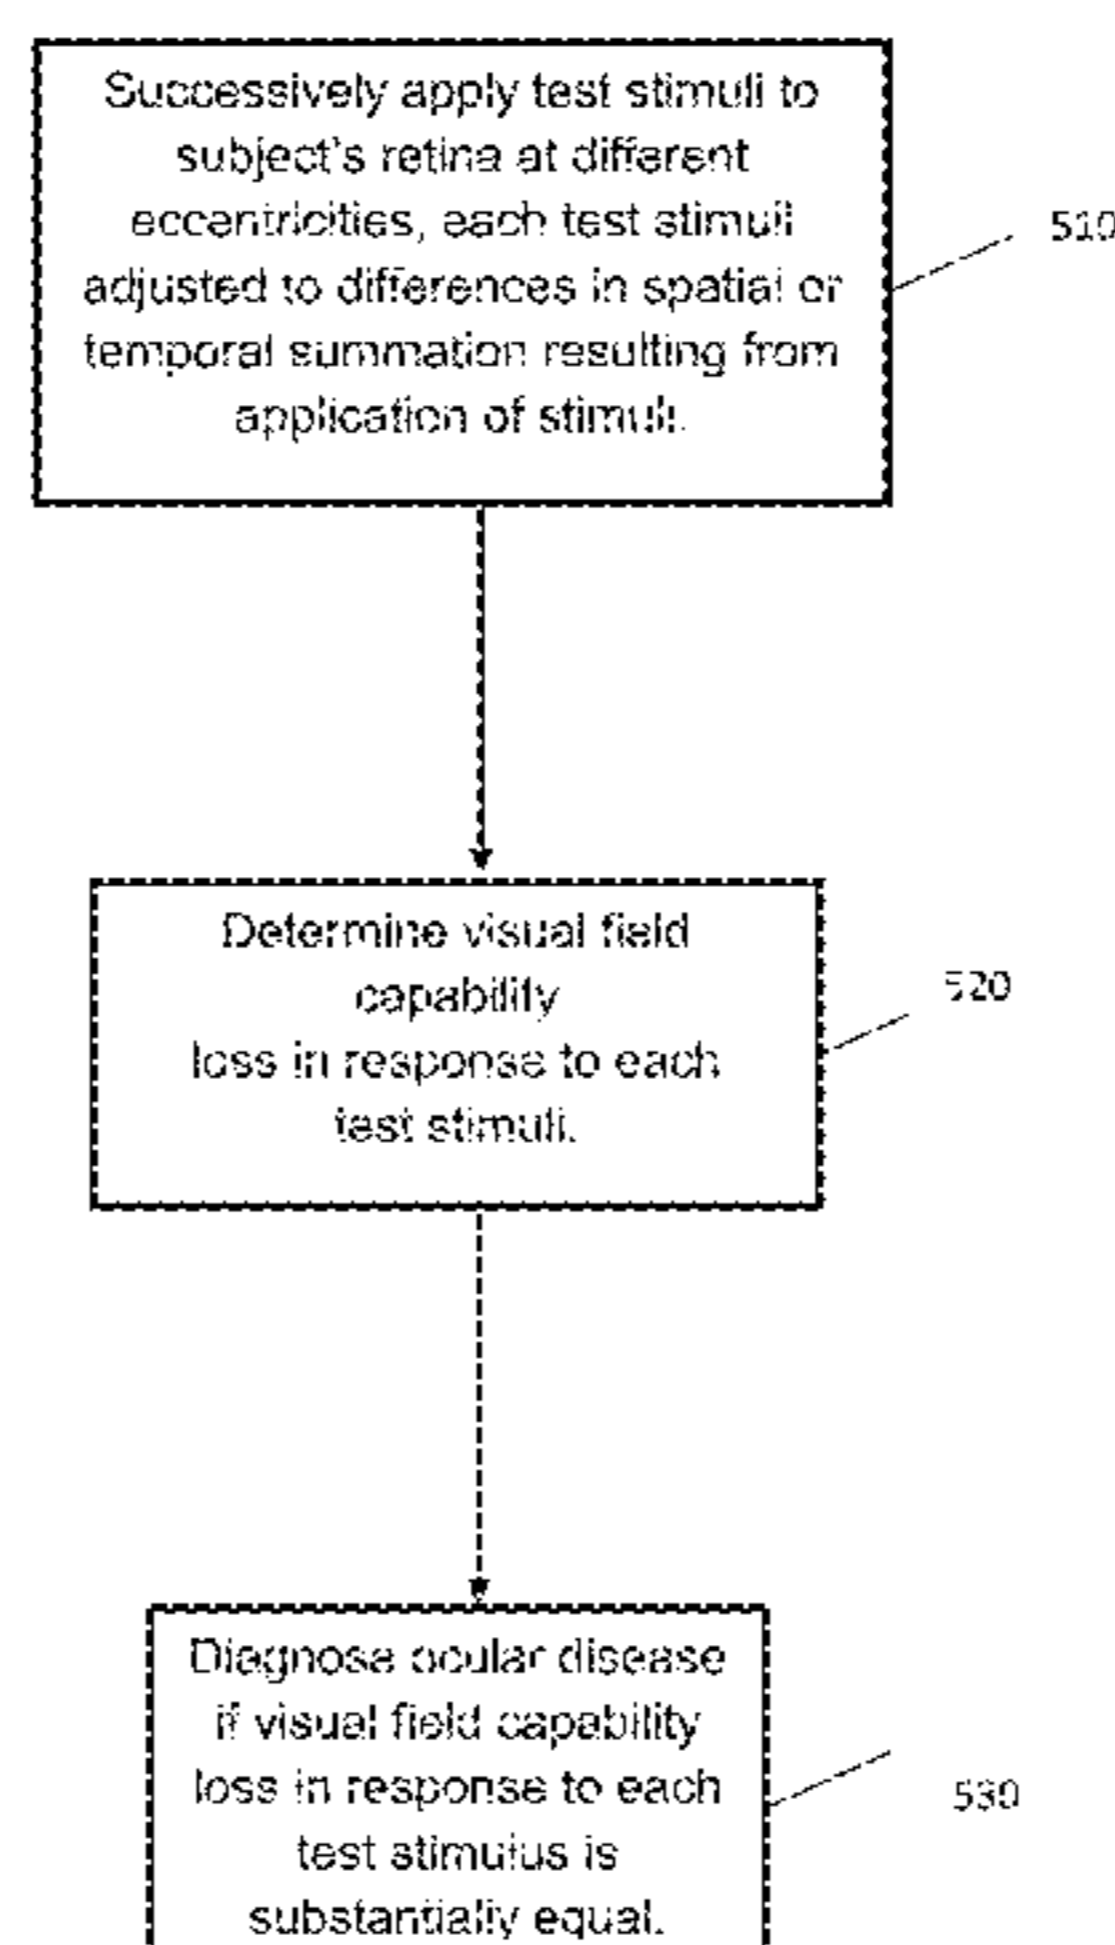 Successively apply test stimuli to
subject's retina at different
eccentricities, each test stimuli
adjusted to differences in spatial or
temporal summation resulting from
application of stimuli.
510
Determine visual field
capability
loss in response to each
test stimuli.
520
Diagnose ocular disease
if visual field capability
loss in response to each
test stimulus is
substantially equal.
530